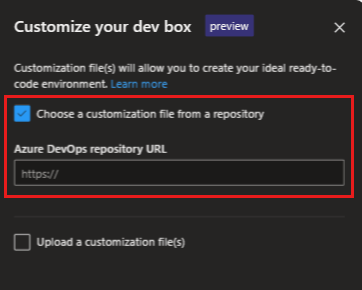 Customize your dev box preview
Customization file(s) will allow you to create your ideal ready-to-
code environment. Learn more
Choose a customization file from a repository
Azure DevOps repository URL
https://
Upload a customization file(s)